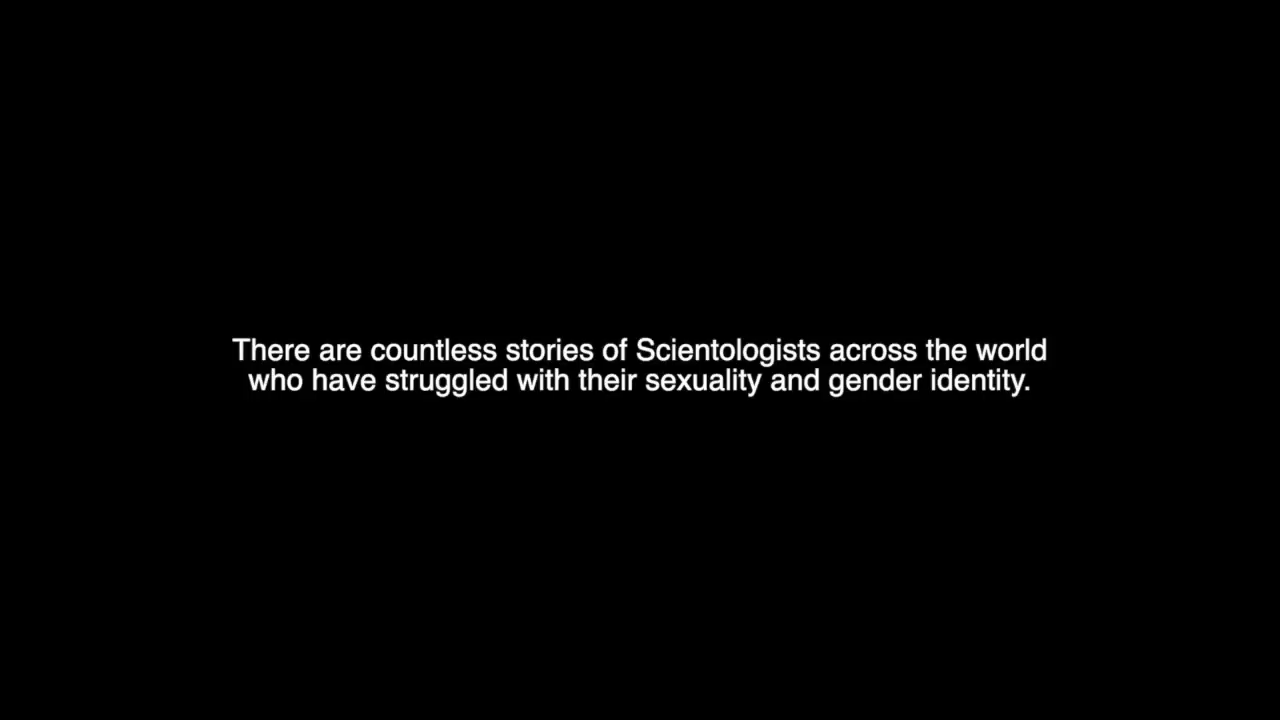 There are countless stories of Scientologists across the world
who have struggled with their sexuality and gender identity.